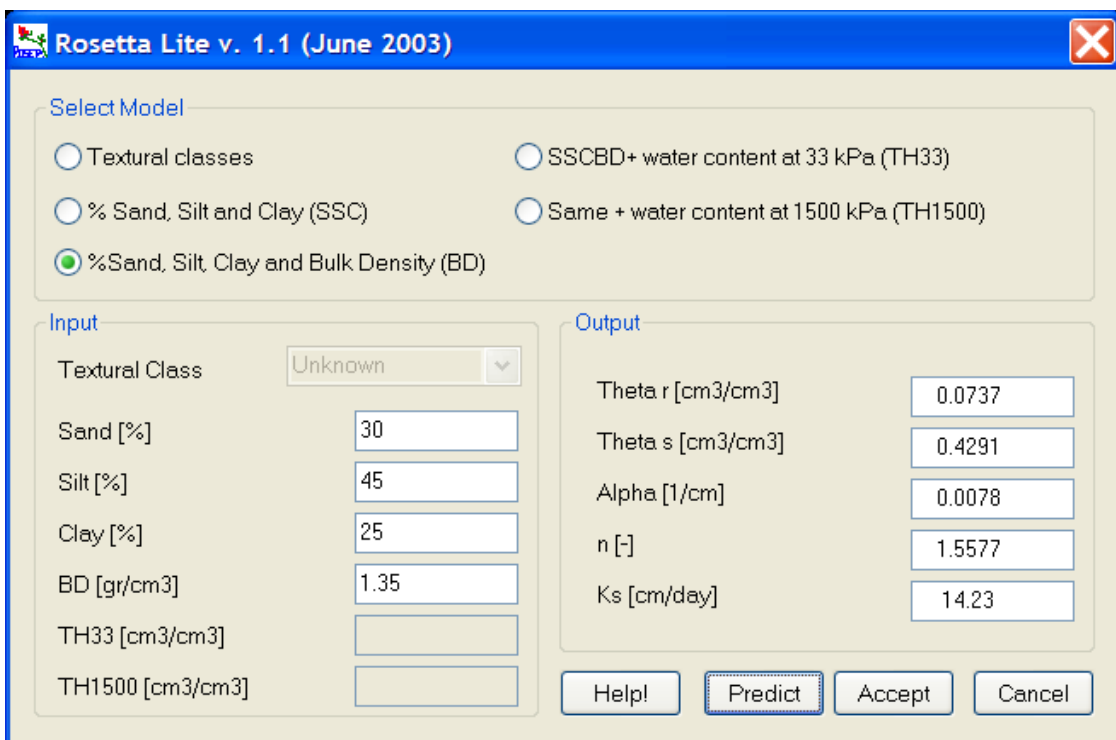 Rosetta Lite v. 1.1 (June 2003)
Select Model
Textural classes
SSCBD+ water content at 33 kPa (TH33)
% Sand, Silt and Clay (SSC)
Same + water content at 1500 kPa (TH1500)
%Sand, Silt, Clay and Bulk Density (BD)
Input
Textural Class Unknown
Sand [%] 30
Silt [%] 45
Clay [%] 25
BD [gr/cm3] 1.35
TH33 [cm3/cm3]
TH1500 [cm3/cm3]
Output
Theta r [cm3/cm3] 0.0737
Theta s [cm3/cm3] 0.4291
Alpha [1/cm] 0.0078
n [-] 1.5577
Ks [cm/day] 14.23
Help! Predict Accept Cancel